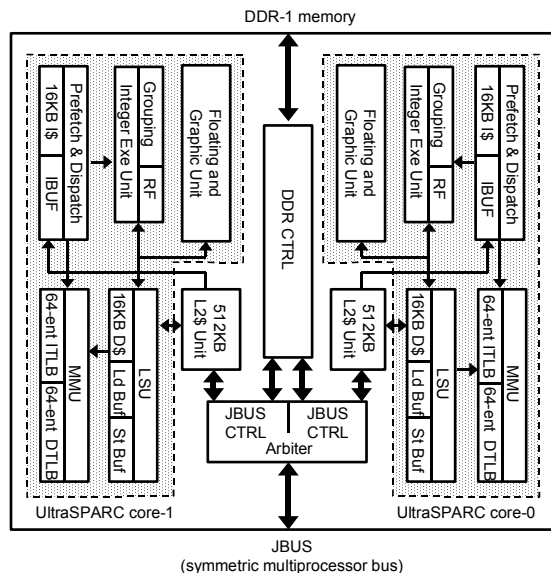 DDR-1 memory
16KB I$
IBUF
Prefetch & Dispatch
Integer Exe Unit
Grouping
RF
Floating and
Graphic Unit
DDR CTRL
Floating and
Graphic Unit
Integer Exe Unit
Grouping
RF
16KB I$
IBUF
Prefetch & Dispatch
64-ent ITLB
64-ent DTLB
MMU
16KB D$
Ld Buf
St Buf
LSU
512KB
L2$ Unit
512KB
L2$ Unit
16KB D$
Ld Buf
St Buf
LSU
64-ent ITLB
64-ent DTLB
MMU
JBUS
CTRL
JBUS
CTRL
Arbiter
UltraSPARC core-1
UltraSPARC core-0
JBUS
(symmetric multiprocessor bus)